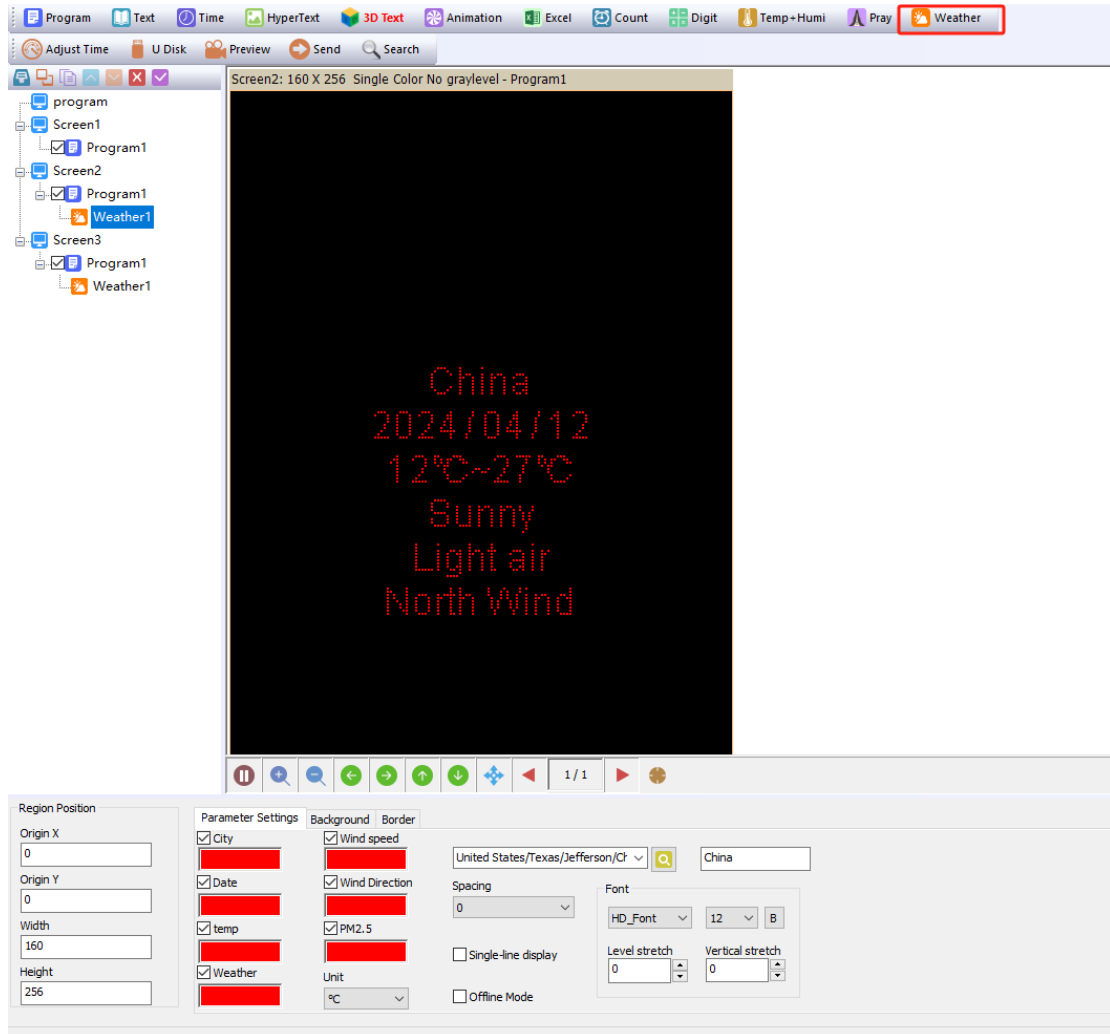 Program Text Time HyperText 3D Text Animation Excel Count Digit Temp+Humi Pray Weather
Adjust Time U Disk Preview Send Search
Screen2: 160 X 256 Single Color No graylevel - Program1
program
Screen1
Program1
Screen2
Program1
Weather1
Screen3
Program1
Weather1
China
2024/04/12
12℃~27℃
Sunny
Light air
North Wind
1/1
Region Position
Origin X
0
Origin Y
0
Width
160
Height
256
Parameter Settings Background Border
City Wind speed
Date Wind Direction
temp PM2.5
Weather Unit
℃
United States/Texas/Jefferson/Ch China
Spacing
0
Single-line display
Offline Mode
Font
HD_Font 12 B
Level stretch Vertical stretch
0 0